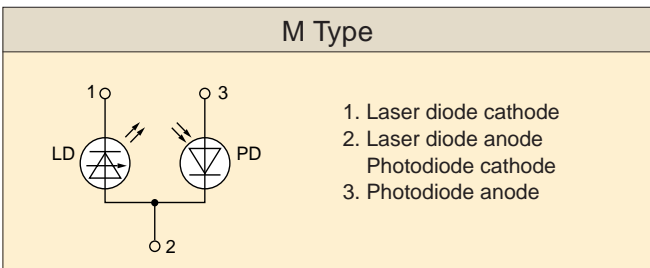 M Type
1
3
LD
PD
2
1. Laser diode cathode
2. Laser diode anode
Photodiode cathode
3. Photodiode anode